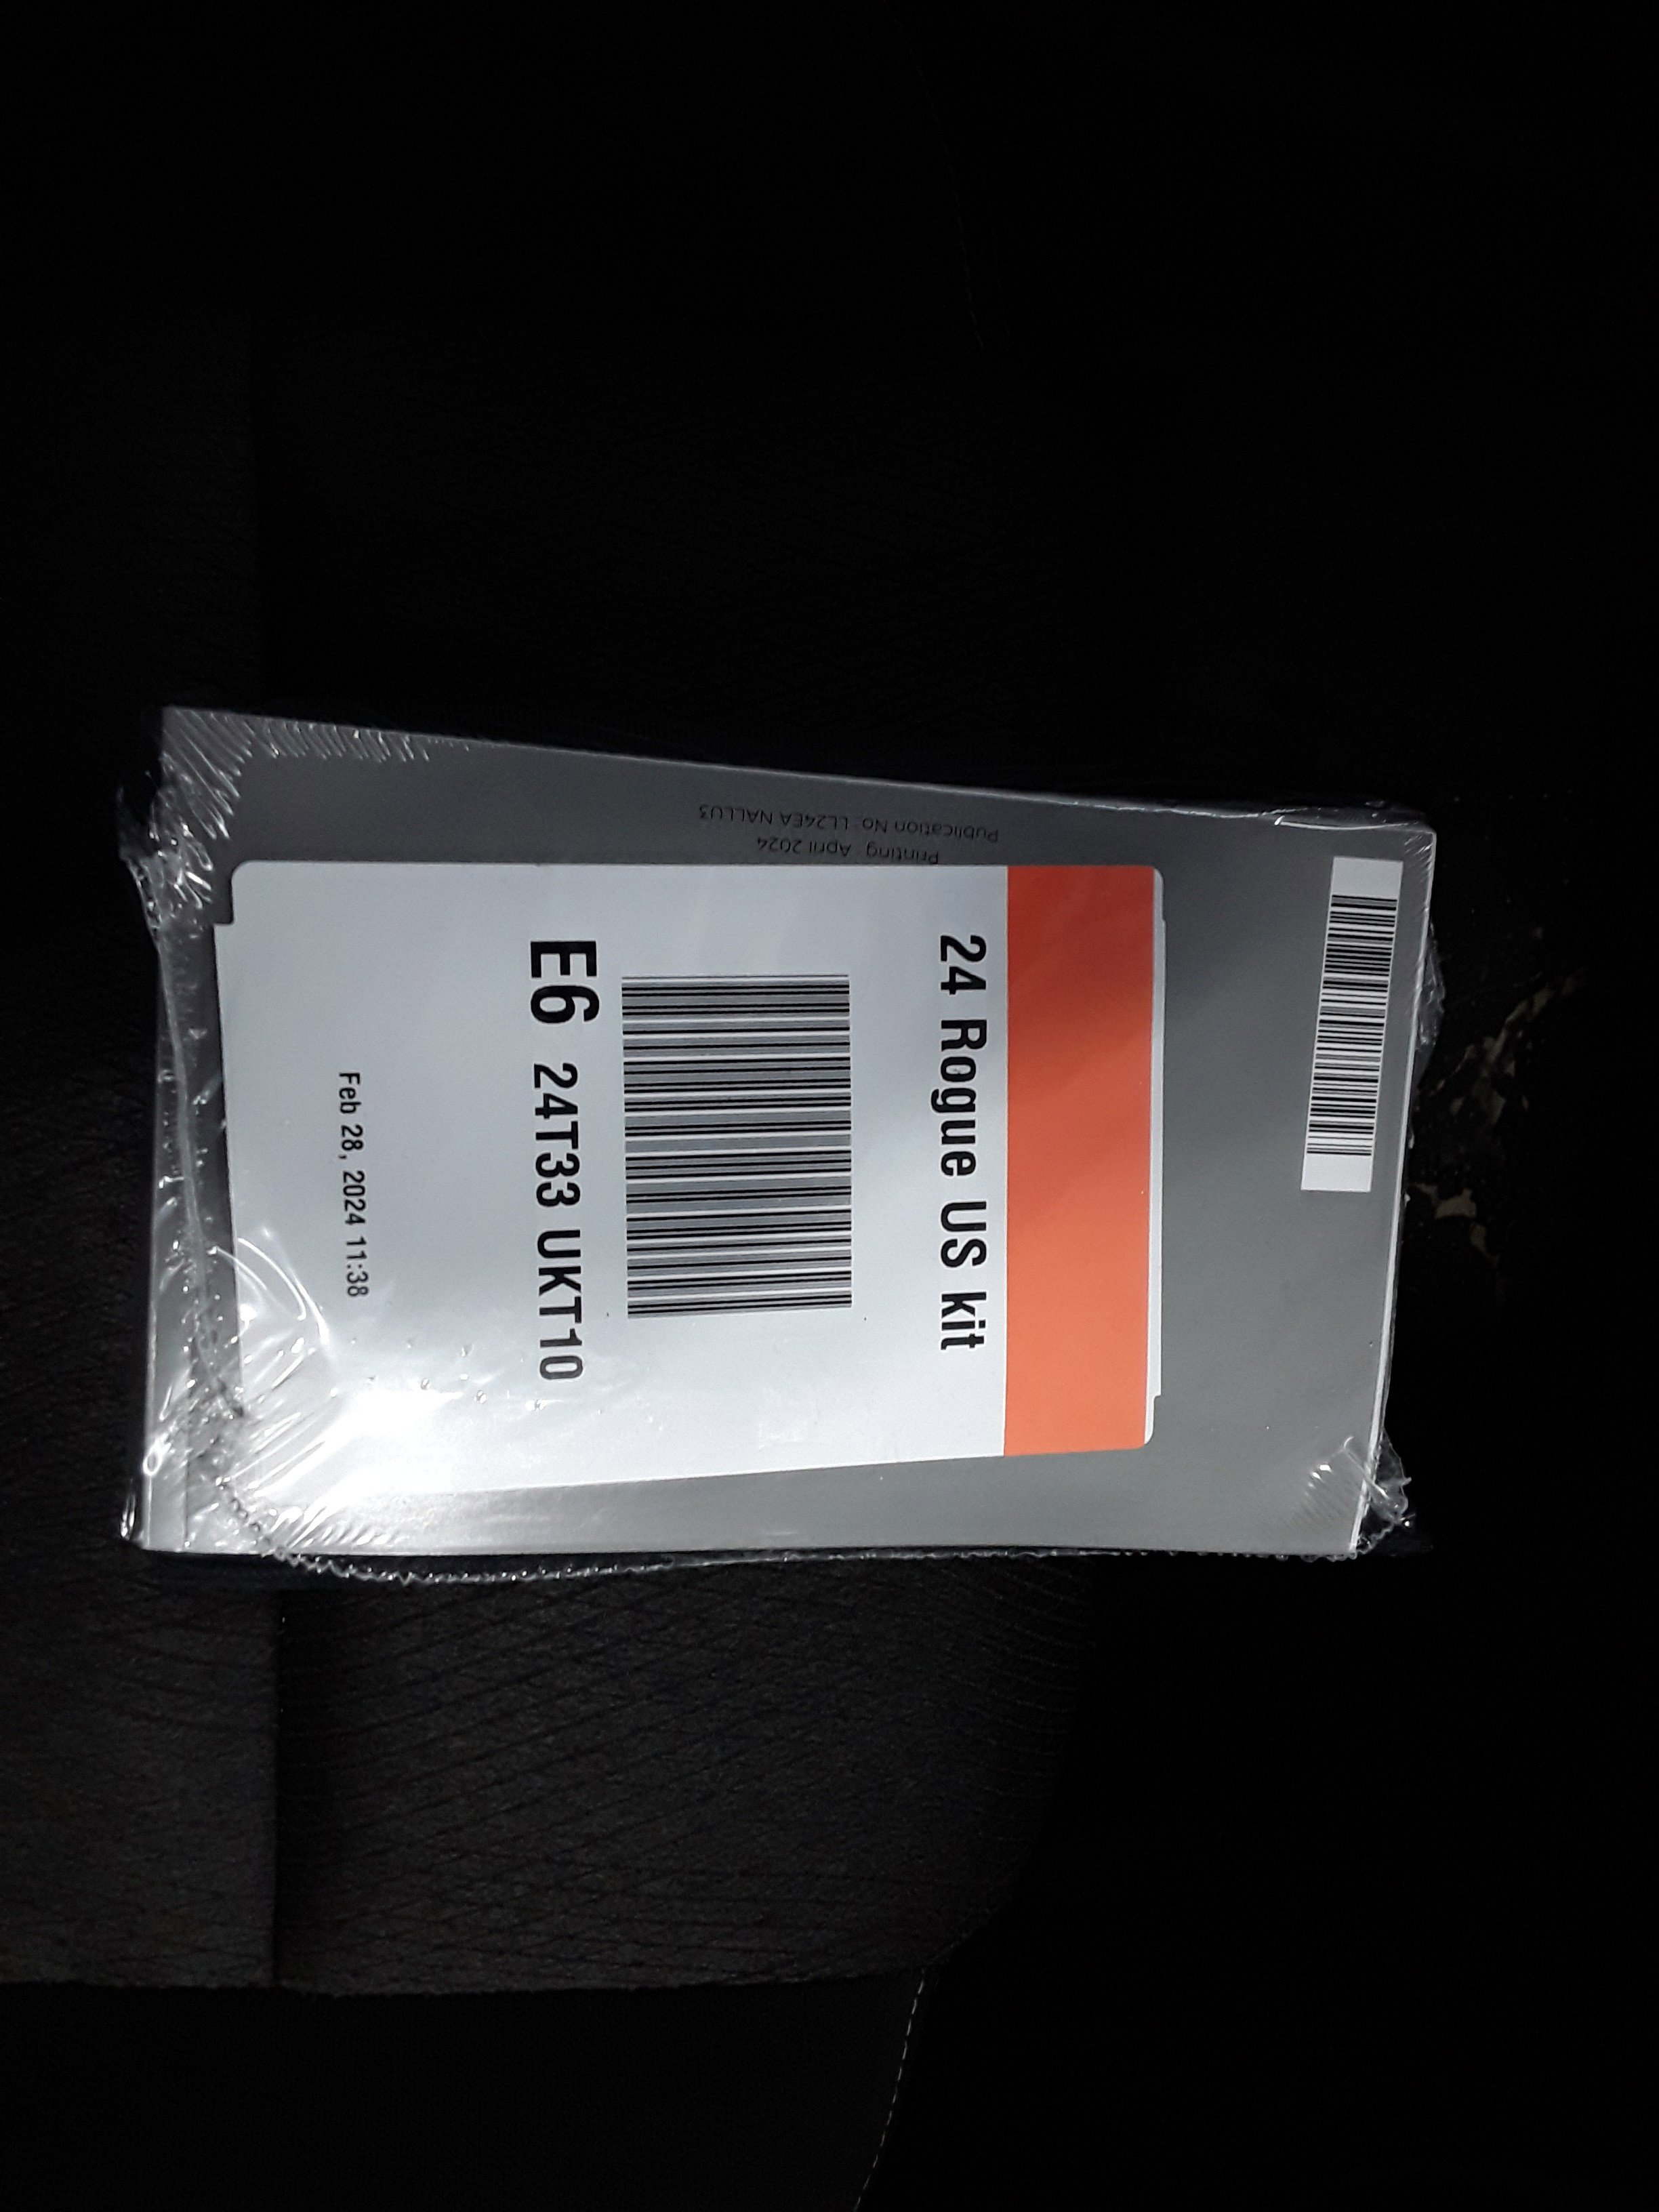 24 Rogue US kit
E6 24T33 UKT10
Feb 28, 2024 11:38
Printing: April 2024
Publication No: LL24EA NALLU3